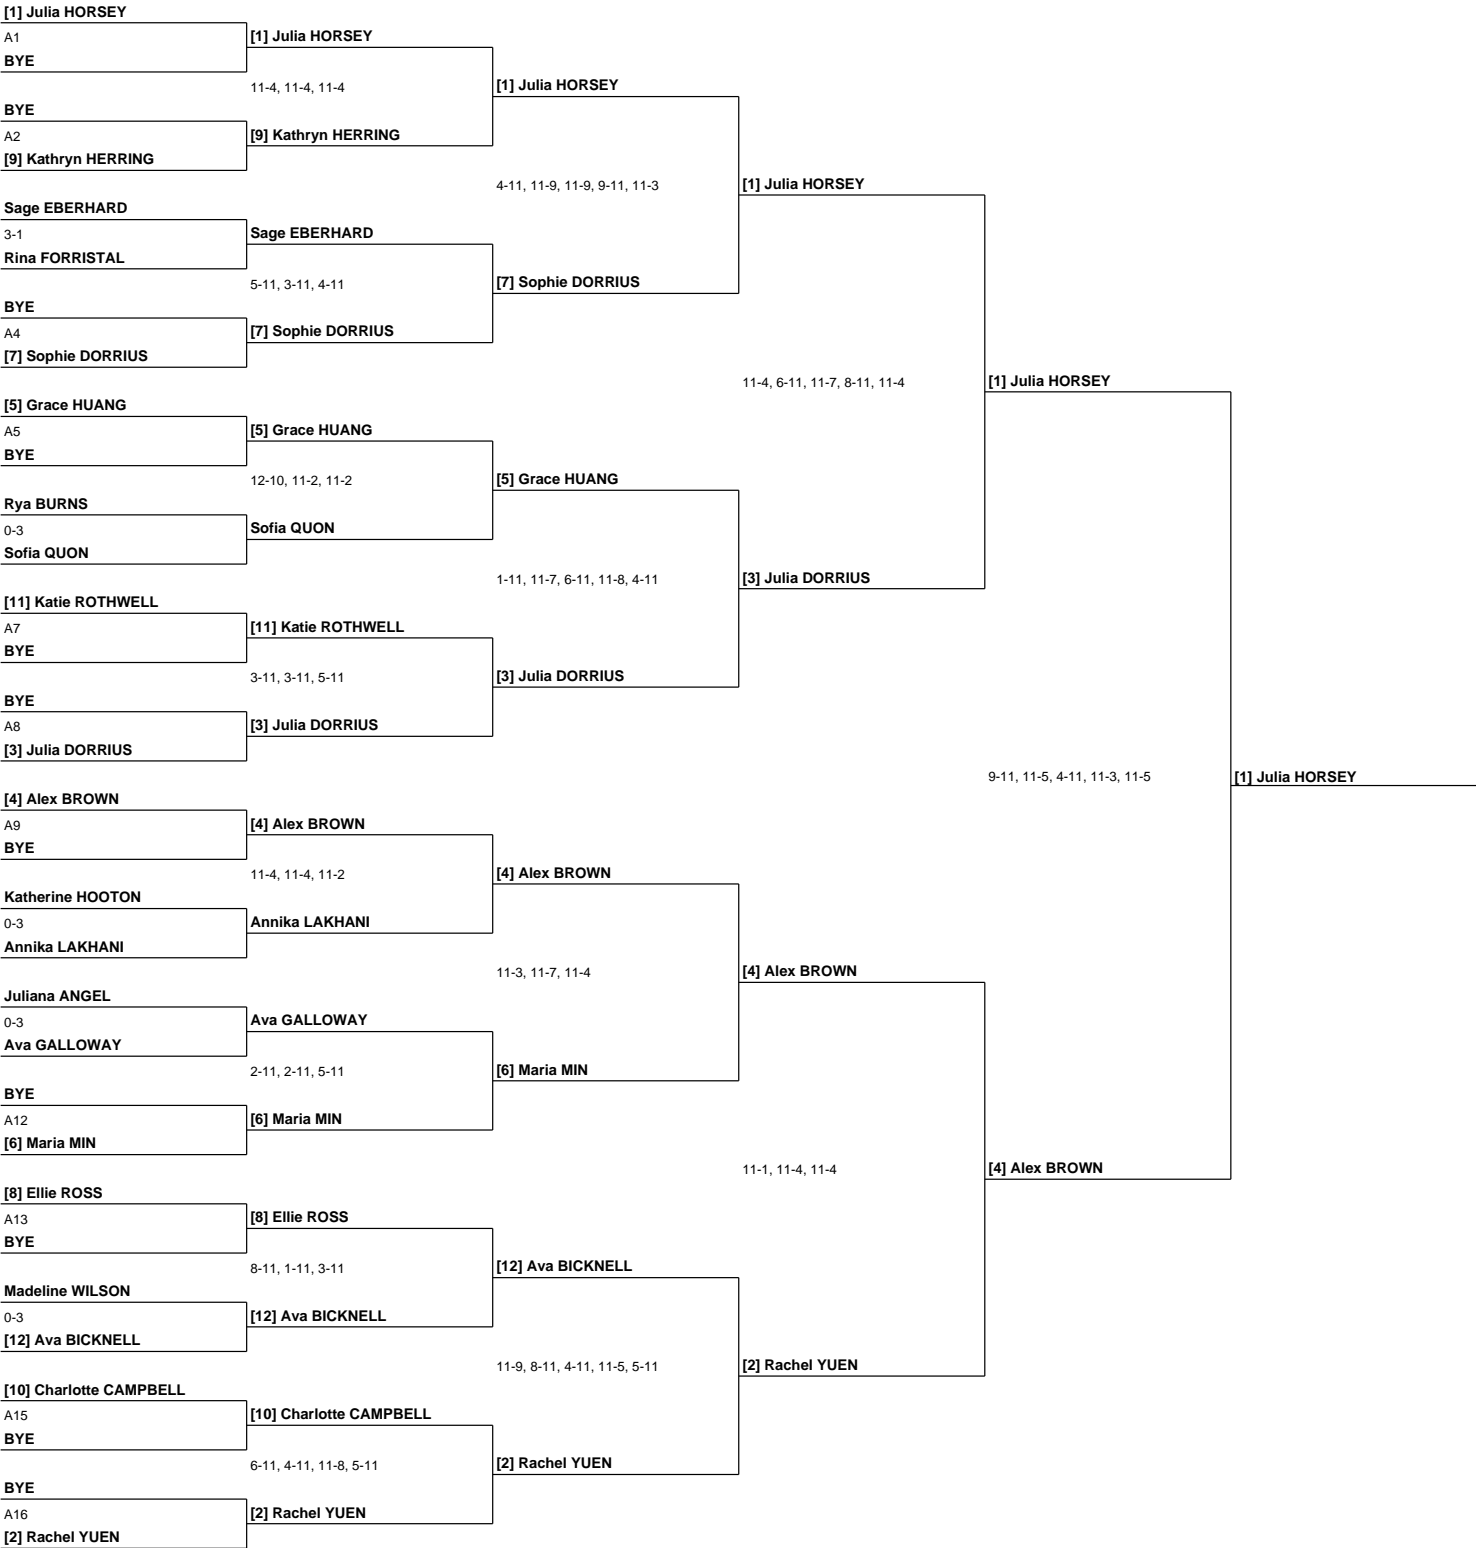 [1] Julia HORSEY
A1
BYE
BYE
A2
[9] Kathryn HERRING
Sage EBERHARD
3-1
Rina FORRISTAL
BYE
A4
[7] Sophie DORRIUS
[5] Grace HUANG
A5
BYE
Rya BURNS
0-3
Sofia QUON
[11] Katie ROTHWELL
A7
BYE
BYE
A8
[3] Julia DORRIUS
[4] Alex BROWN
A9
BYE
Katherine HOOTON
0-3
Annika LAKHANI
Juliana ANGEL
0-3
Ava GALLOWAY
BYE
A12
[6] Maria MIN
[8] Ellie ROSS
A13
BYE
Madeline WILSON
0-3
[12] Ava BICKNELL
[10] Charlotte CAMPBELL
A15
BYE
BYE
A16
[2] Rachel YUEN
[1] Julia HORSEY
11-4, 11-4, 11-4
[9] Kathryn HERRING
Sage EBERHARD
5-11, 3-11, 4-11
[7] Sophie DORRIUS
[5] Grace HUANG
12-10, 11-2, 11-2
Sofia QUON
[11] Katie ROTHWELL
3-11, 3-11, 5-11
[3] Julia DORRIUS
[4] Alex BROWN
11-4, 11-4, 11-2
Annika LAKHANI
Ava GALLOWAY
2-11, 2-11, 5-11
[6] Maria MIN
[8] Ellie ROSS
8-11, 1-11, 3-11
[12] Ava BICKNELL
[10] Charlotte CAMPBELL
6-11, 4-11, 11-8, 5-11
[2] Rachel YUEN
[1] Julia HORSEY
4-11, 11-9, 11-9, 9-11, 11-3
[7] Sophie DORRIUS
[5] Grace HUANG
1-11, 11-7, 6-11, 11-8, 4-11
[3] Julia DORRIUS
[4] Alex BROWN
11-3, 11-7, 11-4
[6] Maria MIN
[12] Ava BICKNELL
11-9, 8-11, 4-11, 11-5, 5-11
[2] Rachel YUEN
[1] Julia HORSEY
11-4, 6-11, 11-7, 8-11, 11-4
[3] Julia DORRIUS
[4] Alex BROWN
11-1, 11-4, 11-4
[2] Rachel YUEN
[1] Julia HORSEY
9-11, 11-5, 4-11, 11-3, 11-5
[4] Alex BROWN
[1] Julia HORSEY